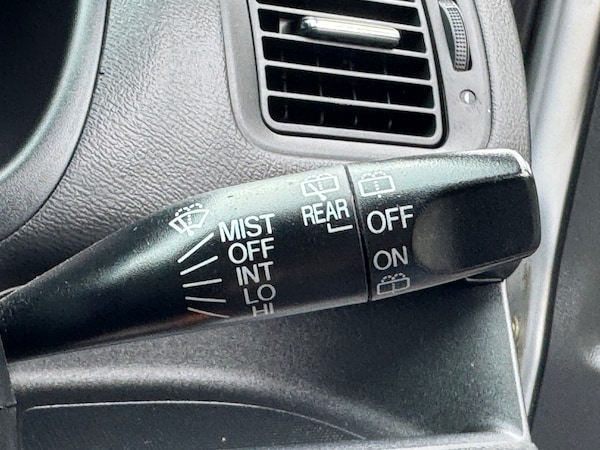 MIST
OFF
INT
LO
HI
REAR
OFF
ON